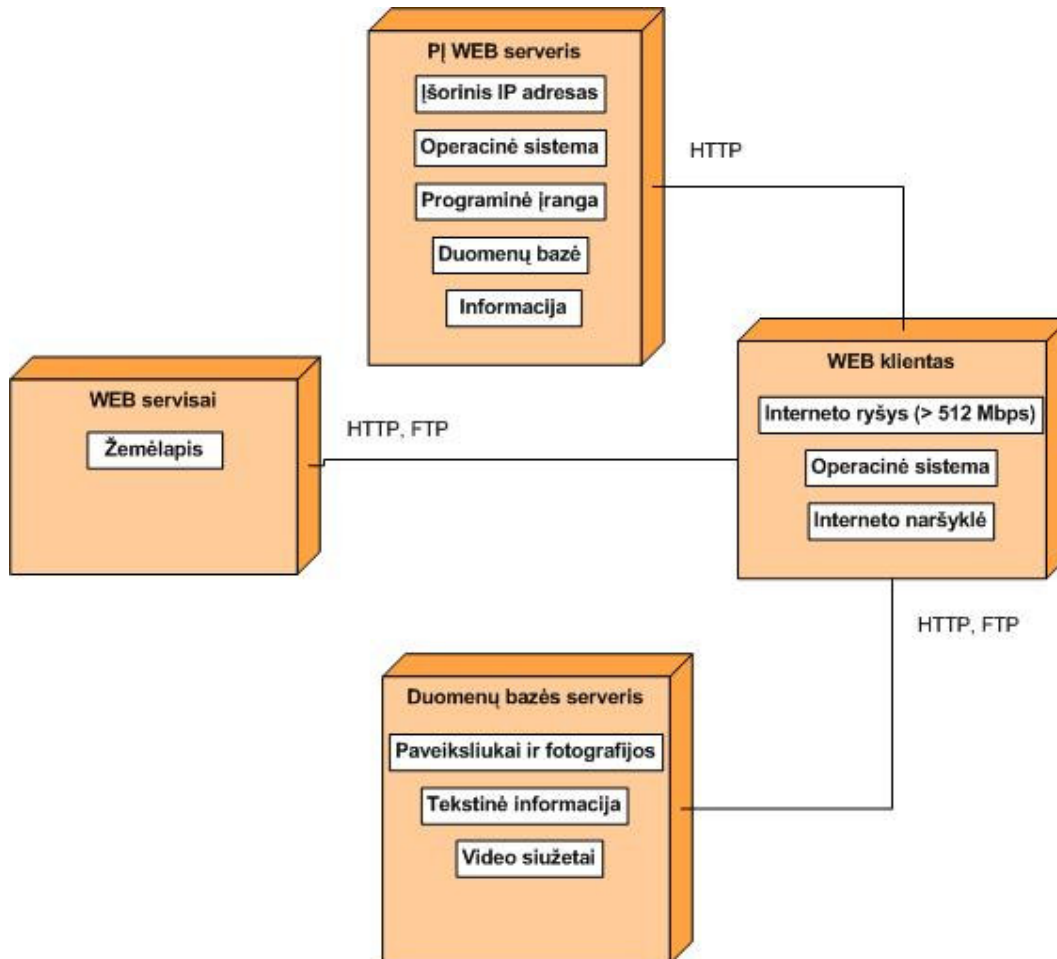 PĮ WEB serveris
Įšorinis IP adresas
Operacinė sistema
Programinė įranga
Duomenų bazė
Informacija
HTTP
WEB servisai
Žemėlapis
HTTP, FTP
WEB klientas
Interneto ryšys (> 512 Mbps)
Operacinė sistema
Interneto naršyklė
HTTP, FTP
Duomenų bazės serveris
Paveiksliukai ir fotografijos
Tekstinė informacija
Video siužetai